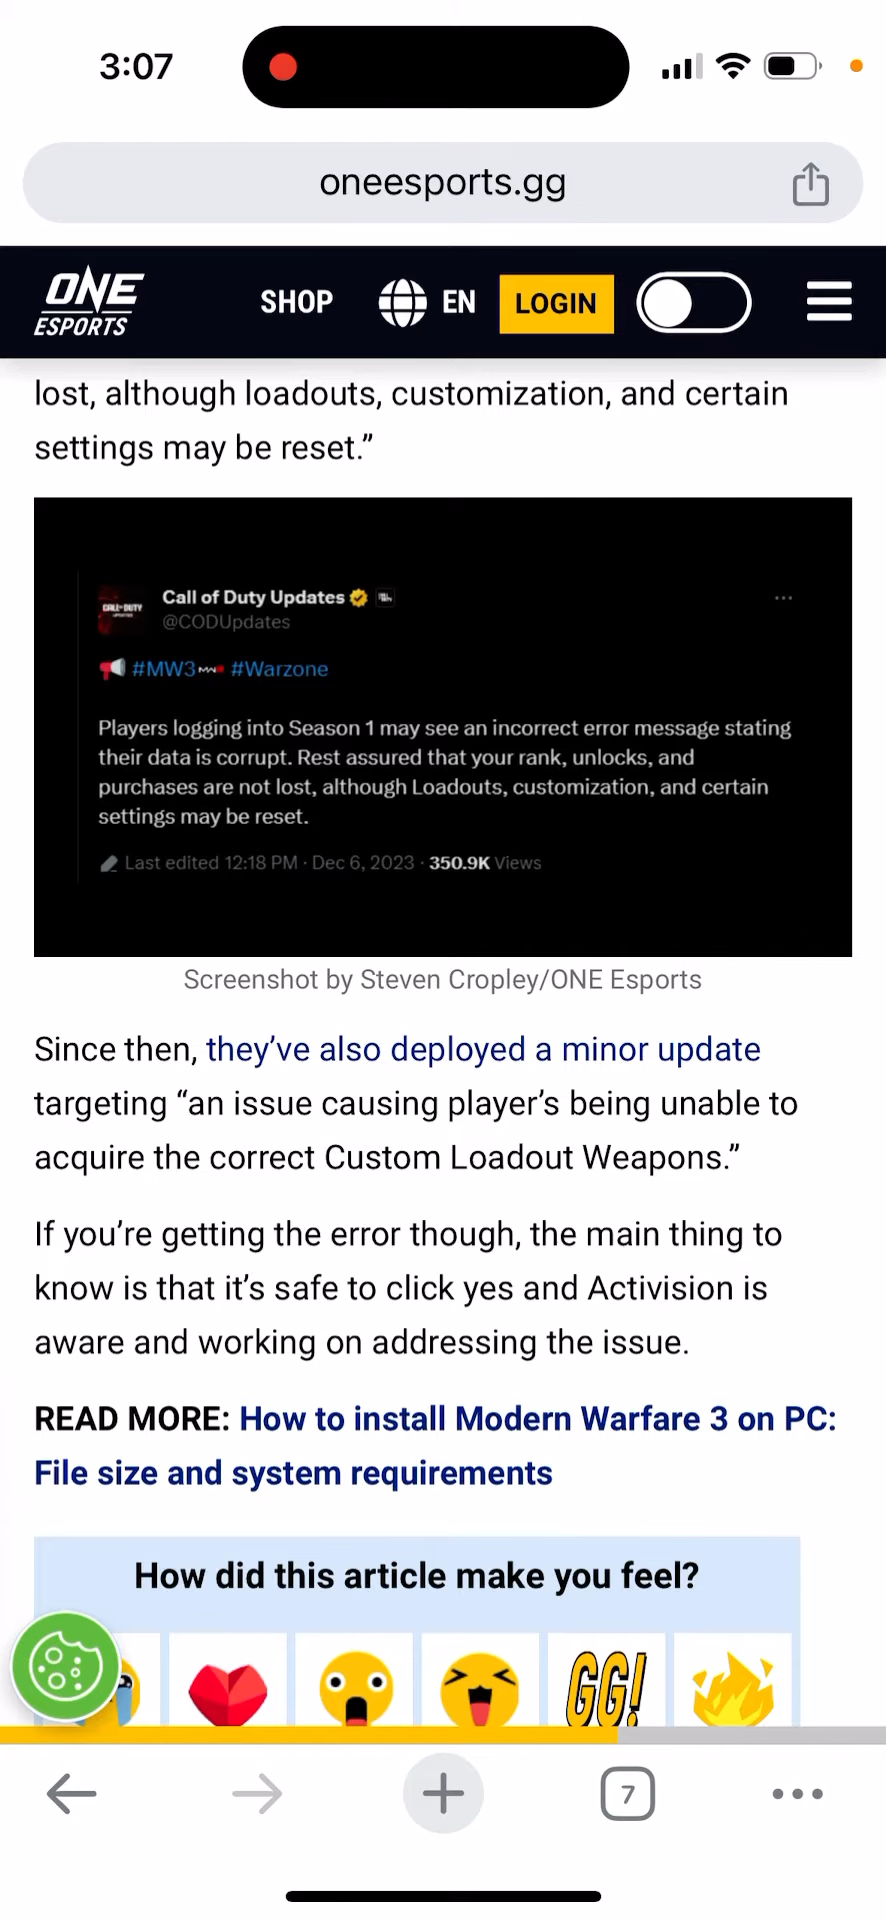 3:07
oneesports.gg
ONE
ESPORTS
SHOP
EN
LOGIN
lost, although loadouts, customization, and certain
settings may be reset.”
CALL OF DUTY
Call of Duty Updates
@CODUpdates
#MW3 #Warzone
Players logging into Season 1 may see an incorrect error message stating
their data is corrupt. Rest assured that your rank, unlocks, and
purchases are not lost, although Loadouts, customization, and certain
settings may be reset.
Last edited 12:18 PM · Dec 6, 2023 · 350.9K Views
Screenshot by Steven Cropley/ONE Esports
Since then, they’ve also deployed a minor update
targeting “an issue causing player’s being unable to
acquire the correct Custom Loadout Weapons.”
If you’re getting the error though, the main thing to
know is that it’s safe to click yes and Activision is
aware and working on addressing the issue.
READ MORE: How to install Modern Warfare 3 on PC:
File size and system requirements
How did this article make you feel?
GG!
7